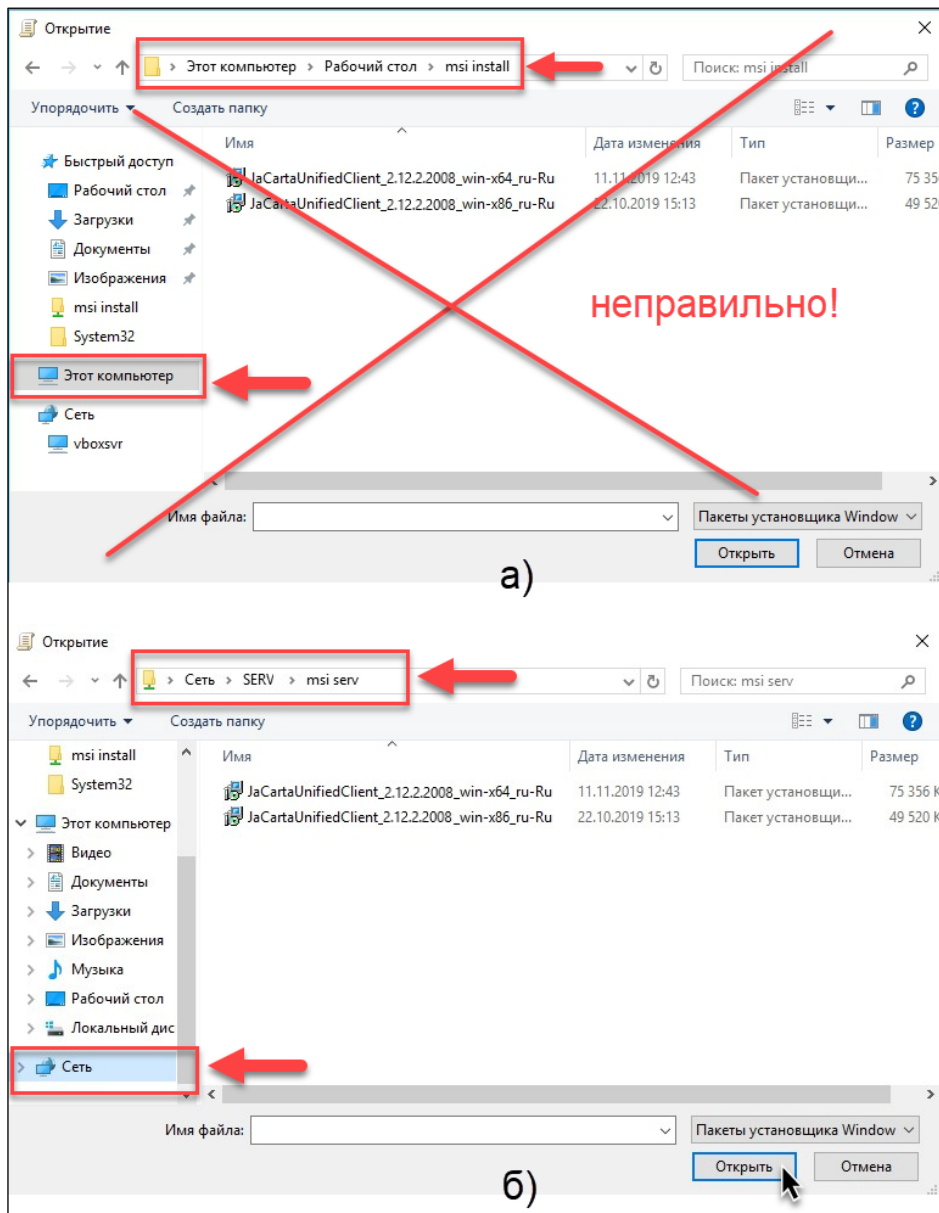 Открытие
Этот компьютер › Рабочий стол › msi install
Поиск: msi install
Упорядочить Создать папку
Имя Дата изменения Тип Размер
Быстрый доступ
JaCartaUnifiedClient_2.12.2.2008_win-x64_ru-Ru 11.11.2019 12:43 Пакет установщи... 75 35
Рабочий стол
JaCartaUnifiedClient_2.12.2.2008_win-x86_ru-Ru 22.10.2019 15:13 Пакет установщи... 49 52
Загрузки
Документы
Изображения
неправильно!
msi install
System32
Этот компьютер
Сеть
vboxsvr
Имя файла: Пакеты установщика Window
Открыть Отмена
а)
Открытие
Сеть › SERV › msi serv
Поиск: msi serv
Упорядочить Создать папку
msi install
Имя Дата изменения Тип Размер
System32
JaCartaUnifiedClient_2.12.2.2008_win-x64_ru-Ru 11.11.2019 12:43 Пакет установщи... 75 356 К
Этот компьютер
JaCartaUnifiedClient_2.12.2.2008_win-x86_ru-Ru 22.10.2019 15:13 Пакет установщи... 49 520 К
Видео
Документы
Загрузки
Изображения
Музыка
Рабочий стол
Локальный дис
Сеть
Имя файла: Пакеты установщика Window
Открыть Отмена
б)